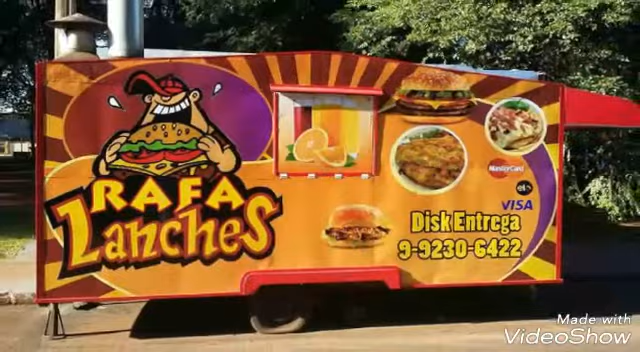 RAFA
Lanches
MasterCard
elo
VISA
Disk Entrega
9-9230-6422
Made with
VideoShow